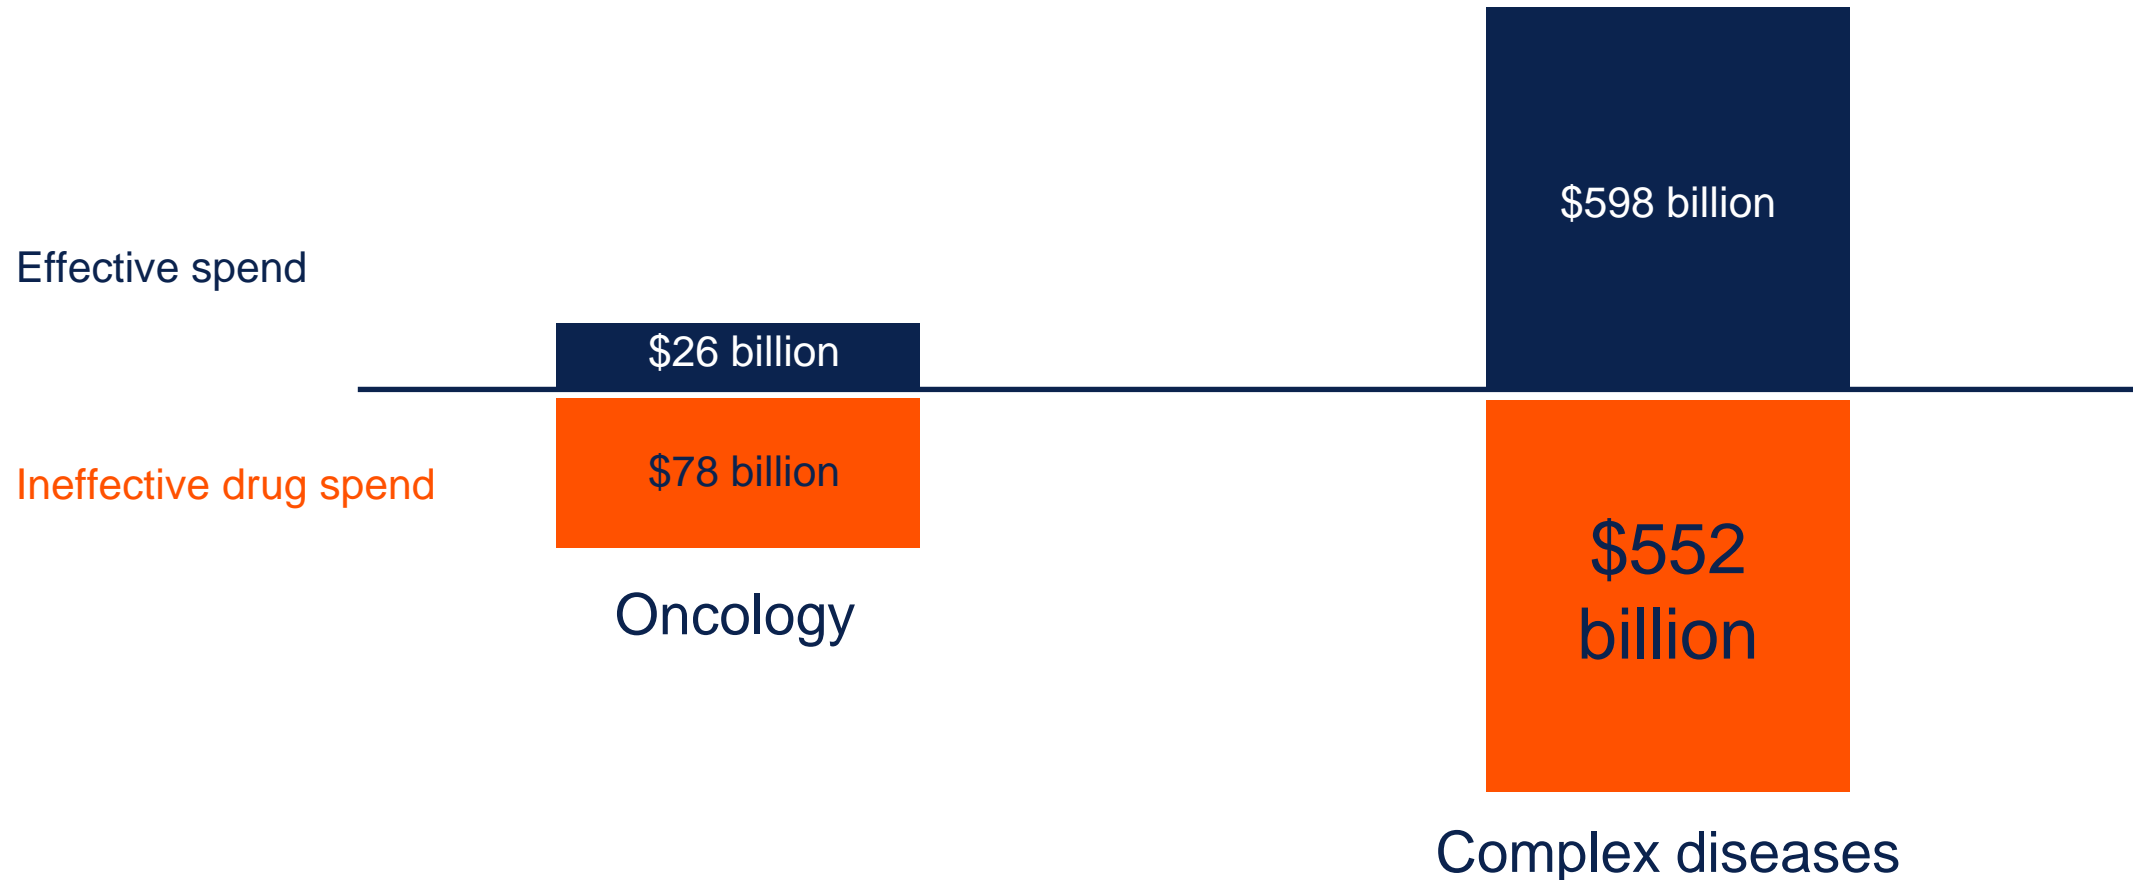 $598 billion
Effective spend
$26 billion
Ineffective drug spend
$78 billion
$552
billion
Oncology
Complex diseases